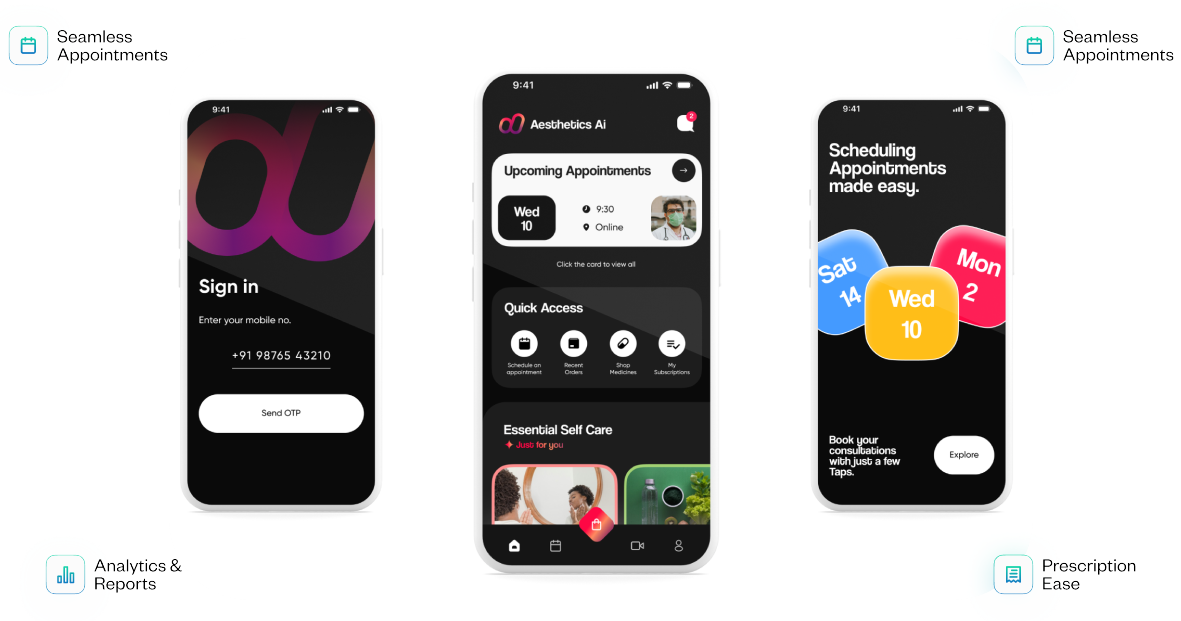 Seamless
Appointments
Seamless
Appointments
9:41
Sign in
Enter your mobile no.
+91 98765 43210
Send OTP
9:41
Aesthetics Ai
2
Upcoming Appointments
Wed
10
9:30
Online
Click the card to view all
Quick Access
Schedule an
appointment
Recent
Orders
Shop
Medicines
My
Subscriptions
Essential Self Care
Just for you
9:41
Scheduling
Appointments
made easy.
Sat
14
Wed
10
Mon
2
Book your
consultations
with just a few
Taps.
Explore
Analytics &
Reports
Prescription
Ease